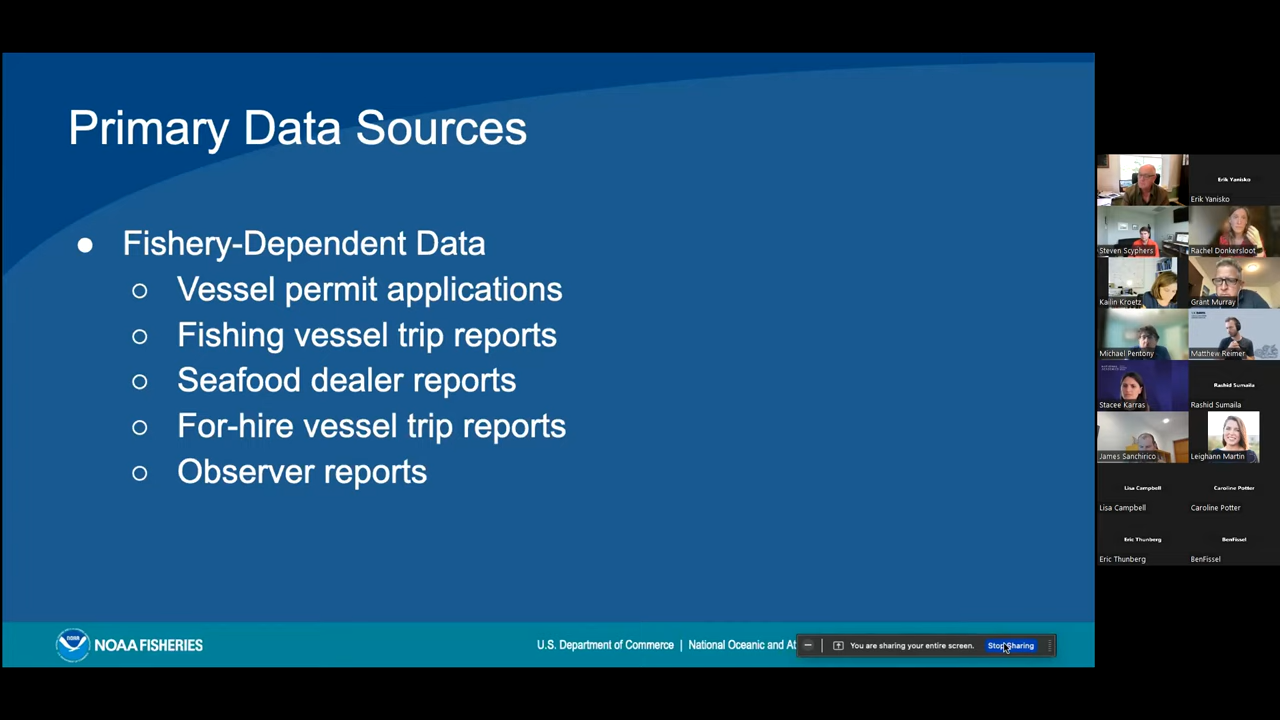 Primary Data Sources
● Fishery-Dependent Data
○ Vessel permit applications
○ Fishing vessel trip reports
○ Seafood dealer reports
○ For-hire vessel trip reports
○ Observer reports
NOAA FISHERIES
U.S. Department of Commerce | National Oceanic and At
You are sharing your entire screen.
Stop Sharing
Erik Yanisko
Erik Yanisko
Steven Scyphers
Rachel Donkersloot
Kailin Kroetz
Grant Murray
Michael Pentony
Matthew Reimer
Stacee Karras
Rashid Sumaila
Rashid Sumaila
James Sanchirico
Leighann Martin
Lisa Campbell
Caroline Potter
Lisa Campbell
Caroline Potter
Eric Thunberg
BenFissel
Eric Thunberg
BenFissel